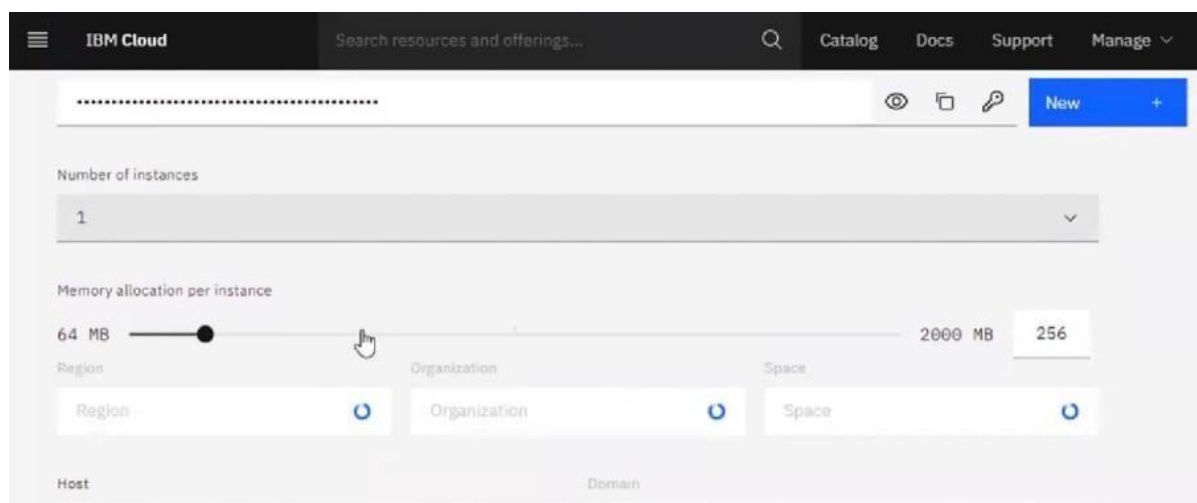 IBM Cloud Search resources and offerings... Catalog Docs Support Manage
•••••••••••••••••••••••••••••••••••••••••••• New +
Number of instances
1
Memory allocation per instance
64 MB 2000 MB 256
Region Organization Space
Region Organization Space
Host Domain